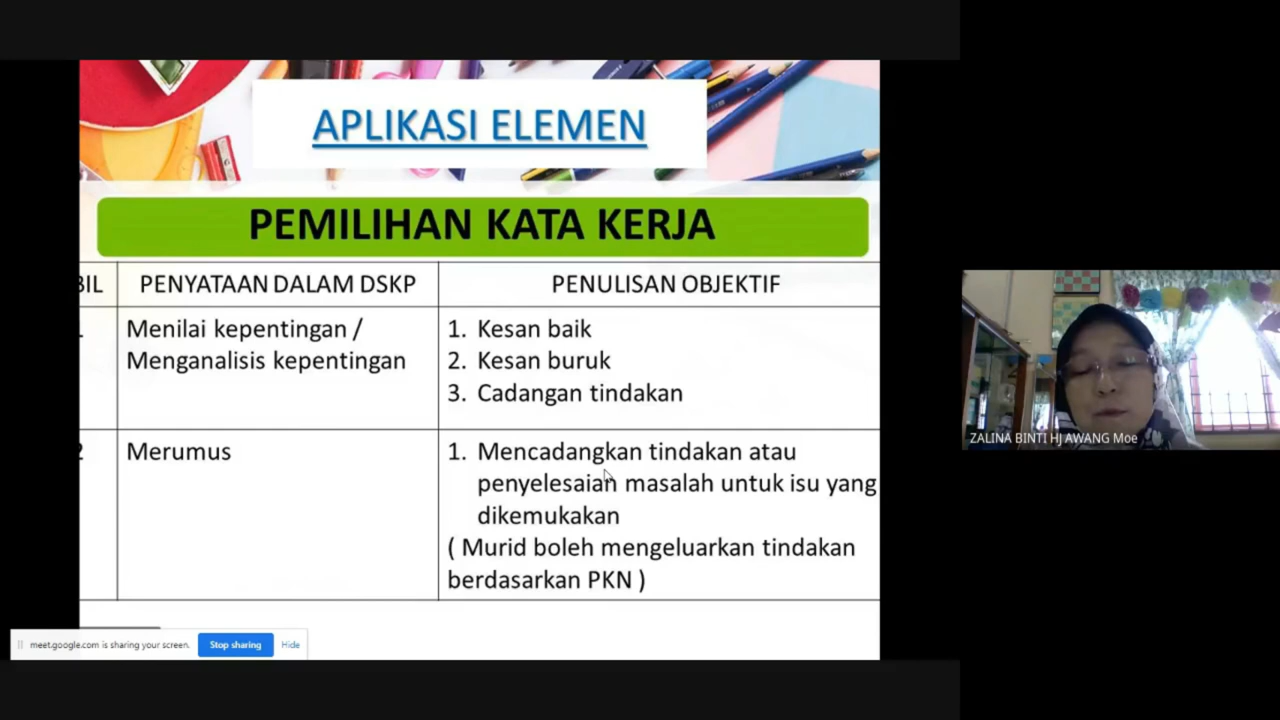 APLIKASI ELEMEN
PEMILIHAN KATA KERJA
BIL
PENYATAAN DALAM DSKP
PENULISAN OBJEKTIF
Menilai kepentingan /
Menganalisis kepentingan
1. Kesan baik
2. Kesan buruk
3. Cadangan tindakan
2
Merumus
1. Mencadangkan tindakan atau
penyelesaian masalah untuk isu yang
dikemukakan
( Murid boleh mengeluarkan tindakan
berdasarkan PKN )
meet.google.com is sharing your screen.
Stop sharing
Hide
ZALINA BINTI HJ AWANG Moe